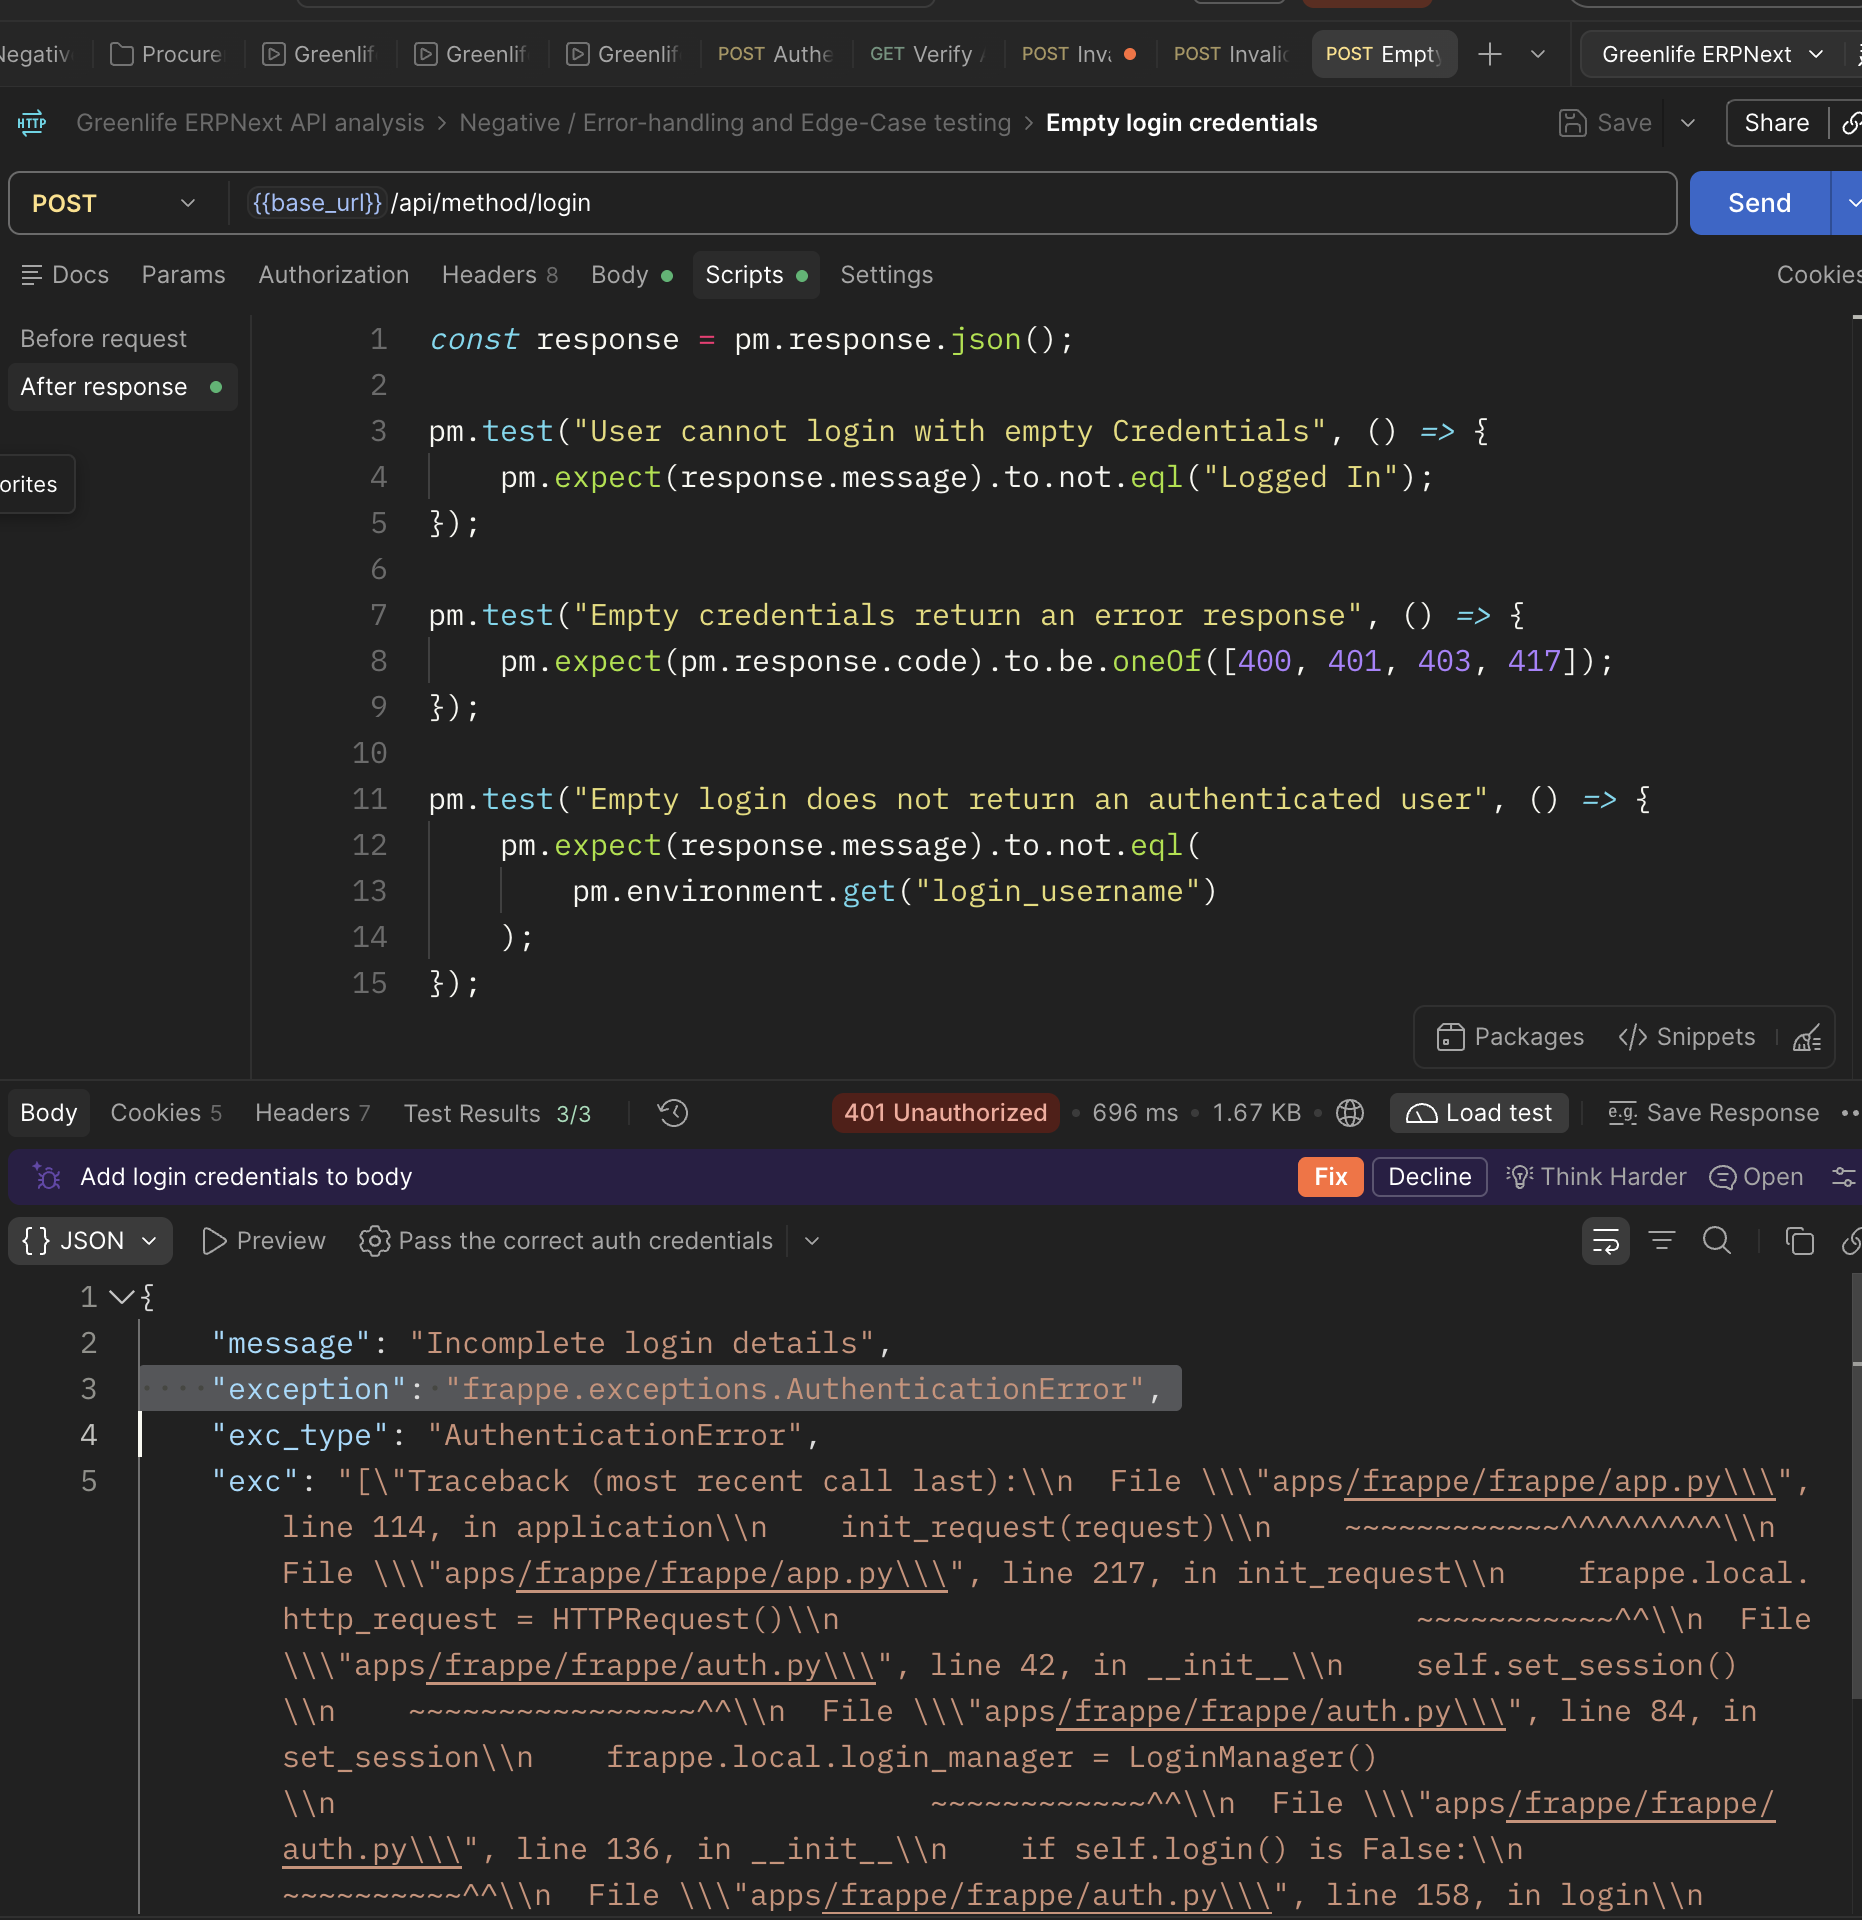 Negative
Procure
Greenlif
Greenlif
Greenlif
POST Authe
GET Verify
POST Inv
POST Invalid
POST Empty
Greenlife ERPNext
HTTP
Greenlife ERPNext API analysis > Negative / Error-handling and Edge-Case testing > Empty login credentials
Save
Share
POST
{{base_url}}/api/method/login
Send
Docs
Params
Authorization
Headers 8
Body
Scripts
Settings
Cookies
Before request
After response
orites
1 const response = pm.response.json();
2
3 pm.test("User cannot login with empty Credentials", () => {
4 pm.expect(response.message).to.not.eql("Logged In");
5 });
6
7 pm.test("Empty credentials return an error response", () => {
8 pm.expect(pm.response.code).to.be.oneOf([400, 401, 403, 417]);
9 });
10
11 pm.test("Empty login does not return an authenticated user", () => {
12 pm.expect(response.message).to.not.eql(
13 pm.environment.get("login_username")
14 );
15 });
Packages
</> Snippets
Body
Cookies 5
Headers 7
Test Results 3/3
401 Unauthorized • 696 ms • 1.67 KB
Load test
e.g. Save Response
Add login credentials to body
Fix
Decline
Think Harder
Open
{} JSON
Preview
Pass the correct auth credentials
1 {
2 "message": "Incomplete login details",
3 "exception": "frappe.exceptions.AuthenticationError",
4 "exc_type": "AuthenticationError",
5 "exc": "[\"Traceback (most recent call last):\\n  File \\\"apps/frappe/frappe/app.py\\\",
line 114, in application\\n    init_request(request)\\n    ~~~~~~~~~~~~^^^^^^^^^\\n
File \\\"apps/frappe/frappe/app.py\\\", line 217, in init_request\\n    frappe.local.
http_request = HTTPRequest()\\n                                ~~~~~~~~~~~^^\\n  File
\\\"apps/frappe/frappe/auth.py\\\", line 42, in __init__\\n    self.set_session()
\\n    ~~~~~~~~~~~~~~~~^^\\n  File \\\"apps/frappe/frappe/auth.py\\\", line 84, in
set_session\\n    frappe.local.login_manager = LoginManager()
\\n                                 ~~~~~~~~~~~~^^\\n  File \\\"apps/frappe/frappe/
auth.py\\\", line 136, in __init__\\n    if self.login() is False:\\n
~~~~~~~~~~^^\\n  File \\\"apps/frappe/frappe/auth.py\\\", line 158, in login\\n